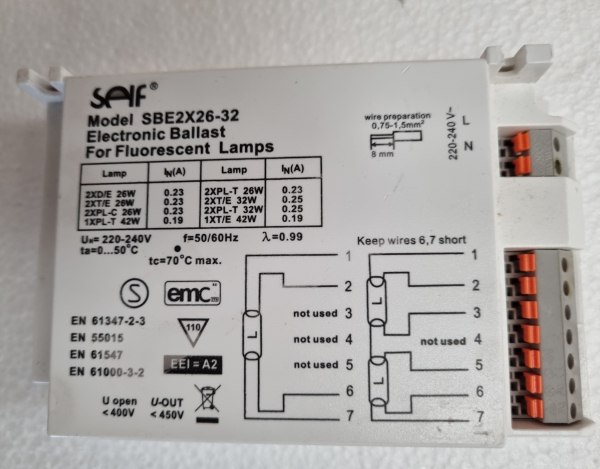 Self®
Model SBE2X26-32
Electronic Ballast
For Fluorescent Lamps
wire preparation
0,75-1,5mm²
8 mm
220-240 V~
L
N
Lamp IN(A) Lamp IN(A)
2XD/E 26W 0.23 2XPL-T 26W 0.23
2XT/E 26W 0.23 2XT/E 32W 0.25
2XPL-C 26W 0.23 2XPL-T 32W 0.25
1XPL-T 42W 0.19 1XT/E 42W 0.19
UN= 220-240V f=50/60Hz λ=0.99
ta=0...50°C
tc=70°C max.
Keep wires 6,7 short
S
emc
110
EN 61347-2-3
EN 55015
EN 61547
EN 61000-3-2
EEI = A2
U open U-OUT
< 400V < 450V
L
1
2
not used 3
not used 4
not used 5
6
7
L
L
1
2
3
not used 4
5
6
7